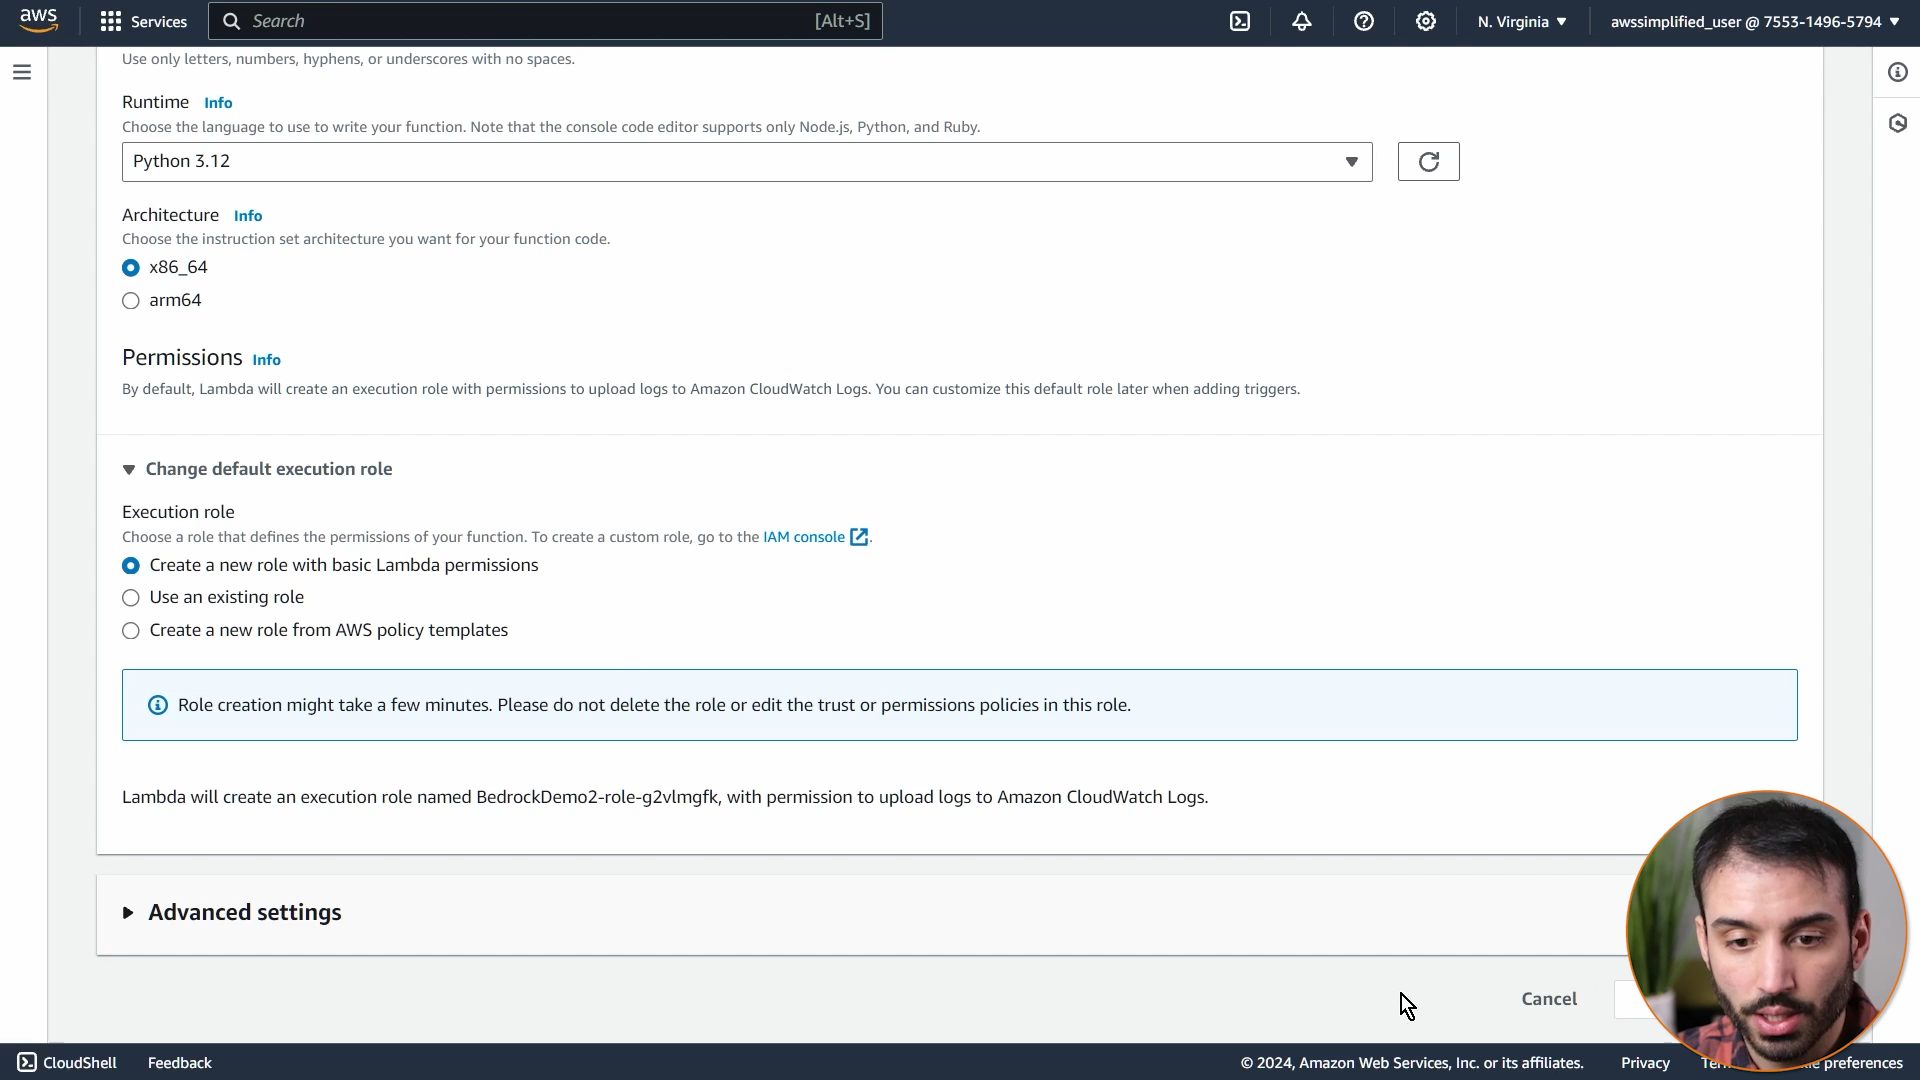 aws
Services
Search
[Alt+S]
N. Virginia
awssimplified_user @ 7553-1496-5794
Use only letters, numbers, hyphens, or underscores with no spaces.
Runtime Info
Choose the language to use to write your function. Note that the console code editor supports only Node.js, Python, and Ruby.
Python 3.12
Architecture Info
Choose the instruction set architecture you want for your function code.
x86_64
arm64
Permissions Info
By default, Lambda will create an execution role with permissions to upload logs to Amazon CloudWatch Logs. You can customize this default role later when adding triggers.
Change default execution role
Execution role
Choose a role that defines the permissions of your function. To create a custom role, go to the IAM console.
Create a new role with basic Lambda permissions
Use an existing role
Create a new role from AWS policy templates
Role creation might take a few minutes. Please do not delete the role or edit the trust or permissions policies in this role.
Lambda will create an execution role named BedrockDemo2-role-g2vlmgfk, with permission to upload logs to Amazon CloudWatch Logs.
Advanced settings
Cancel
CloudShell
Feedback
© 2024, Amazon Web Services, Inc. or its affiliates.
Privacy
preferences